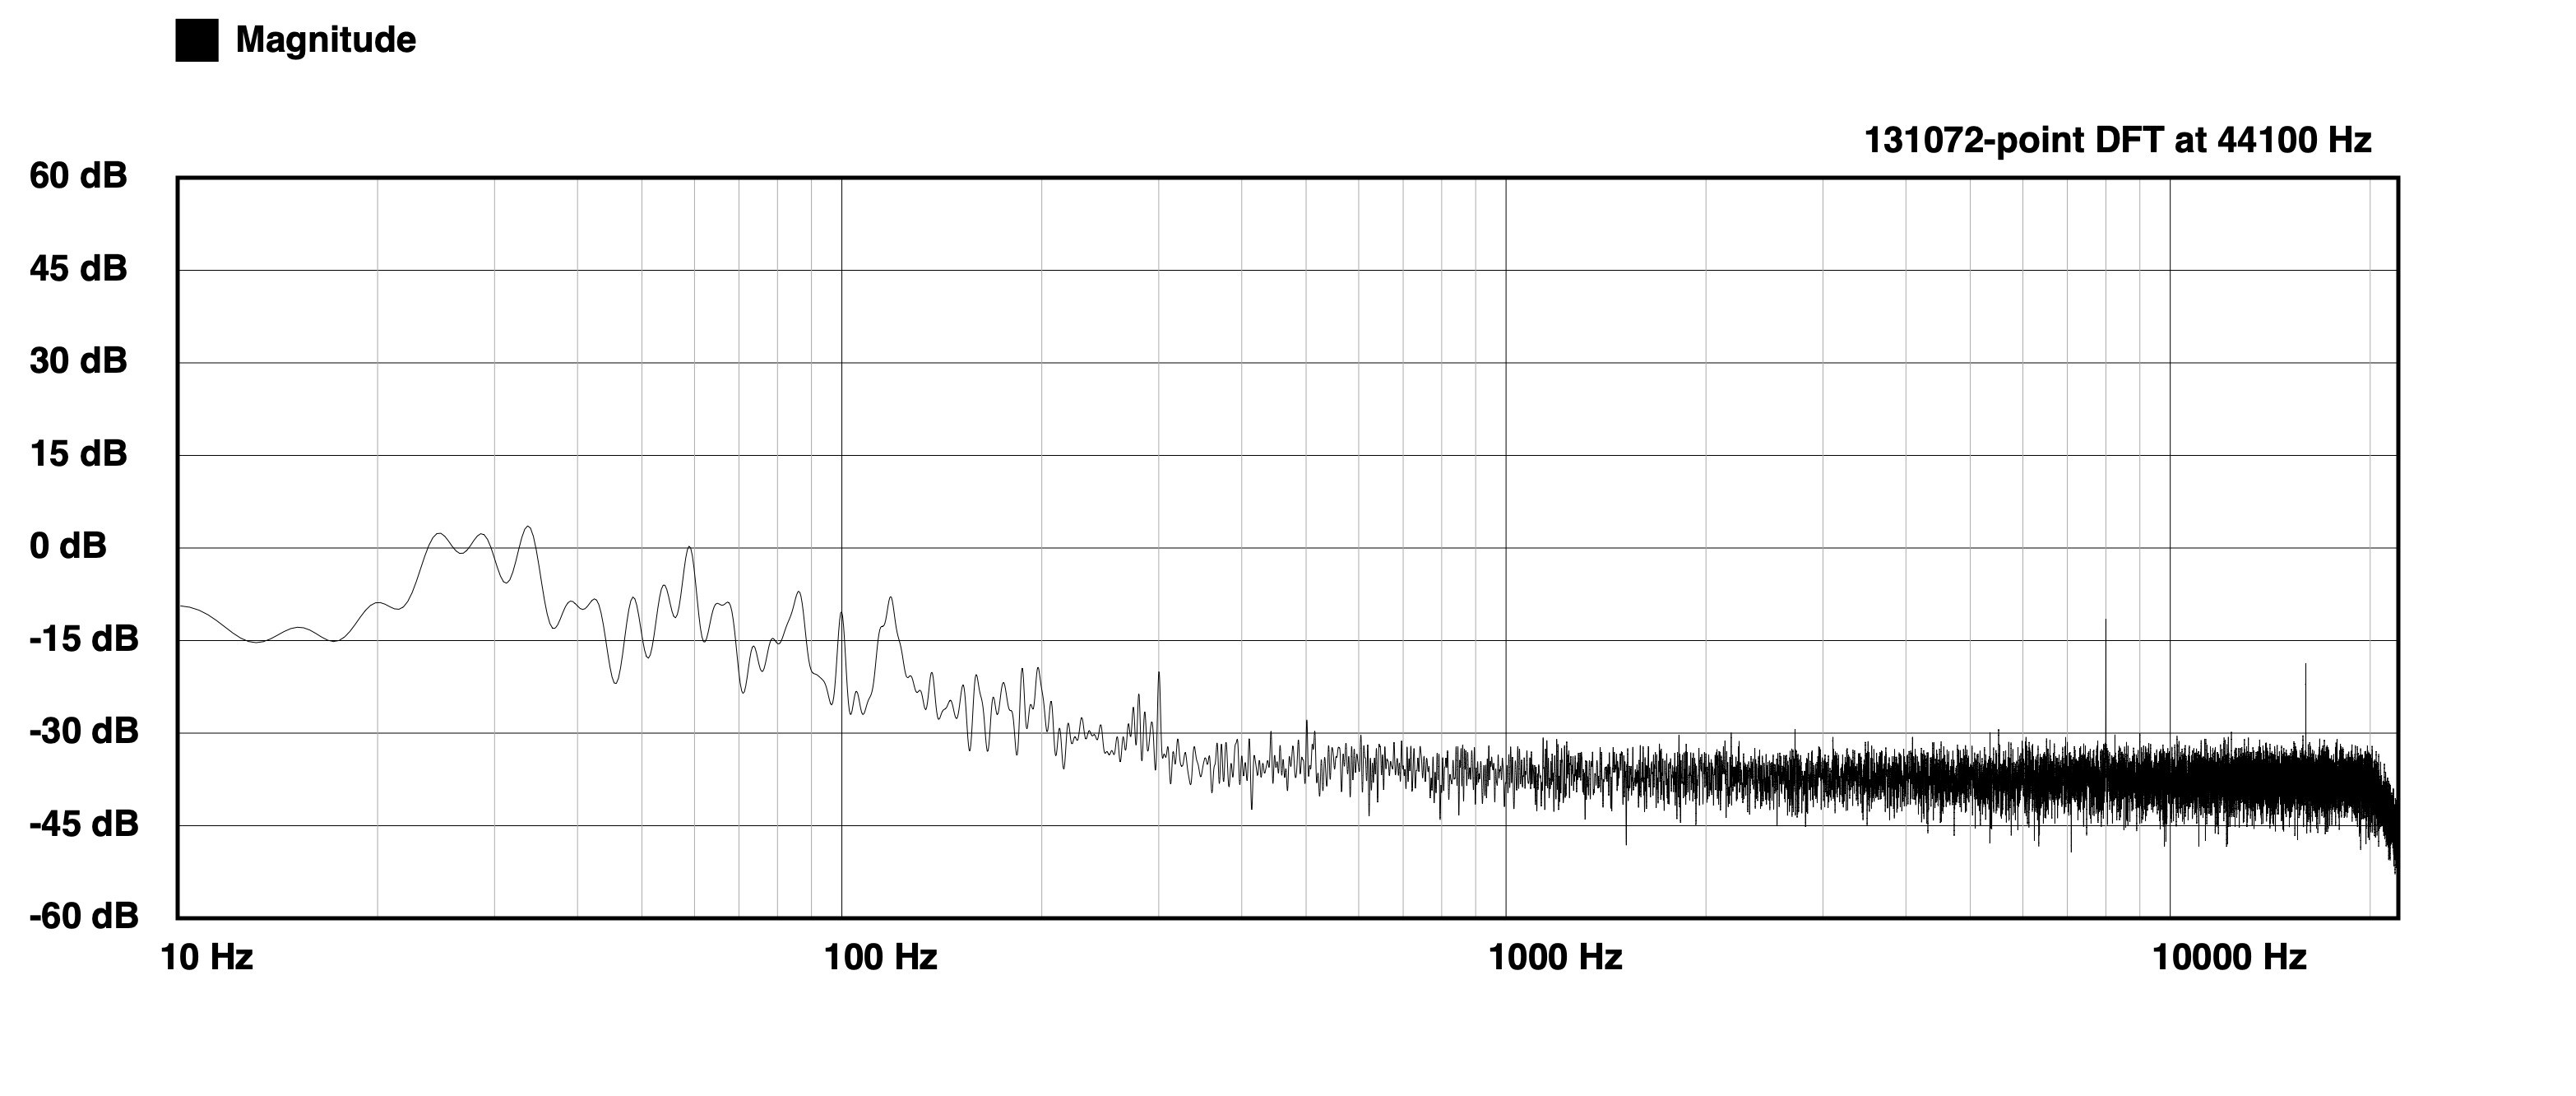 Magnitude
131072-point DFT at 44100 Hz
60 dB
45 dB
30 dB
15 dB
0 dB
-15 dB
-30 dB
-45 dB
-60 dB
10 Hz 100 Hz 1000 Hz 10000 Hz